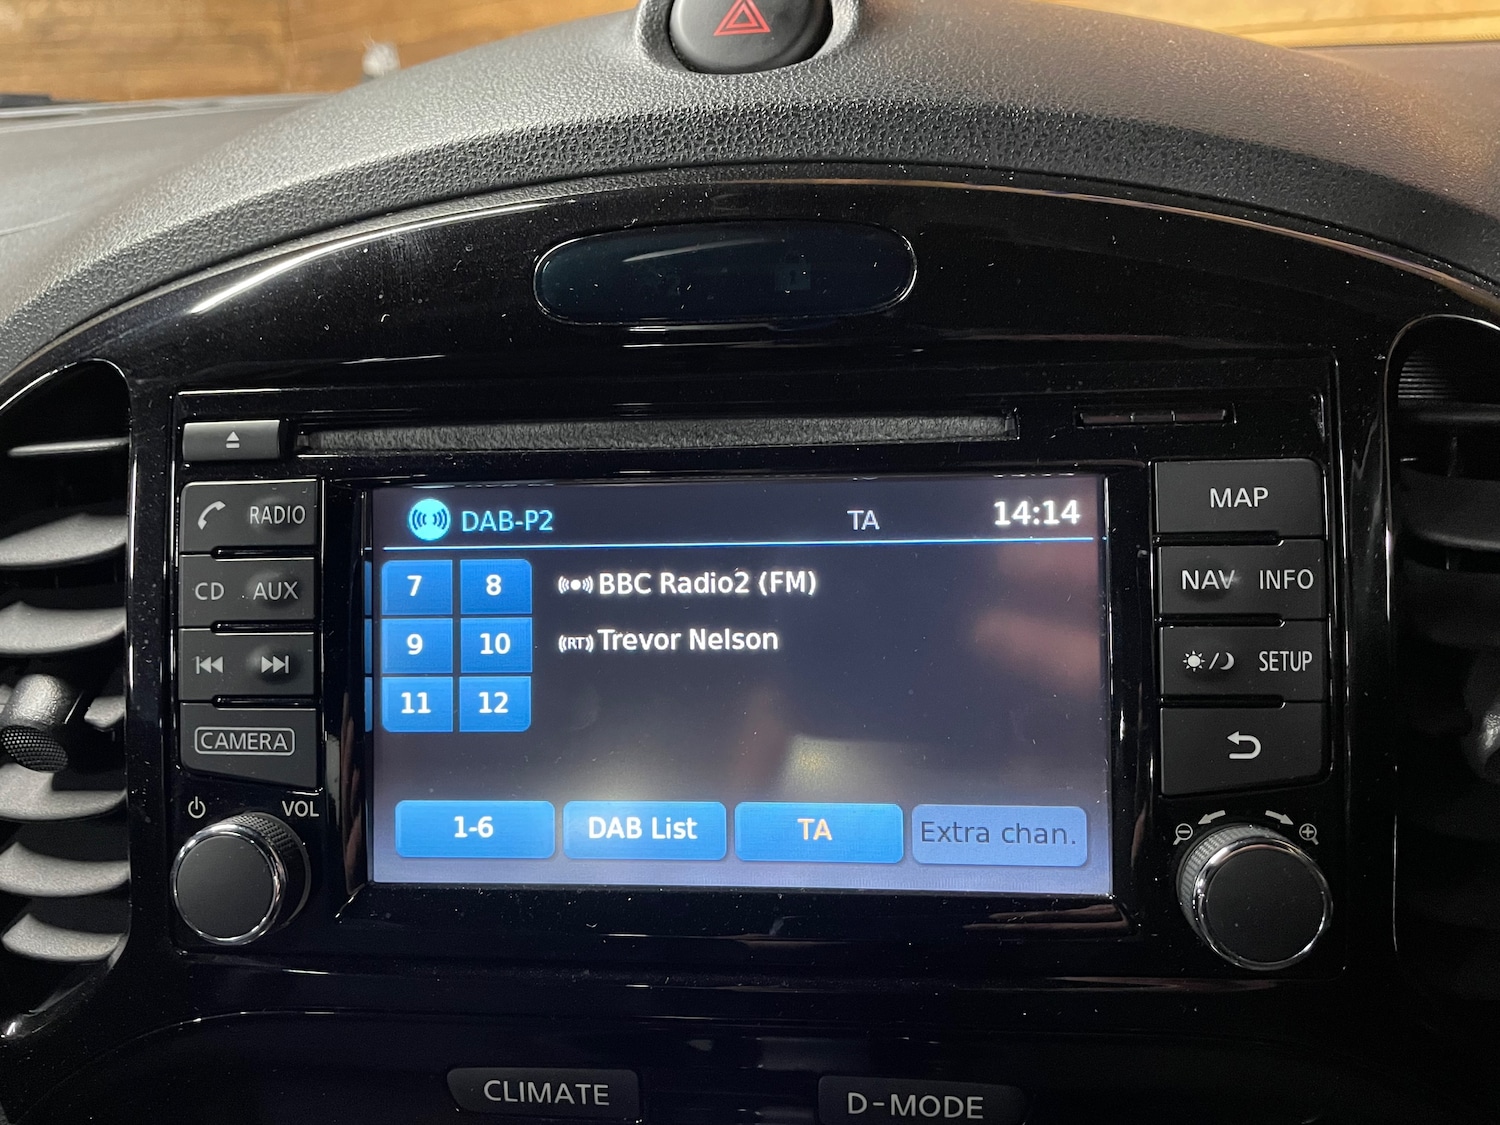 DAB-P2 TA 14:14
7 8 BBC Radio2 (FM)
9 10 RT Trevor Nelson
11 12
1-6 DAB List TA Extra chan.
RADIO
CD AUX
CAMERA
VOL
MAP
NAV INFO
SETUP
CLIMATE
D-MODE